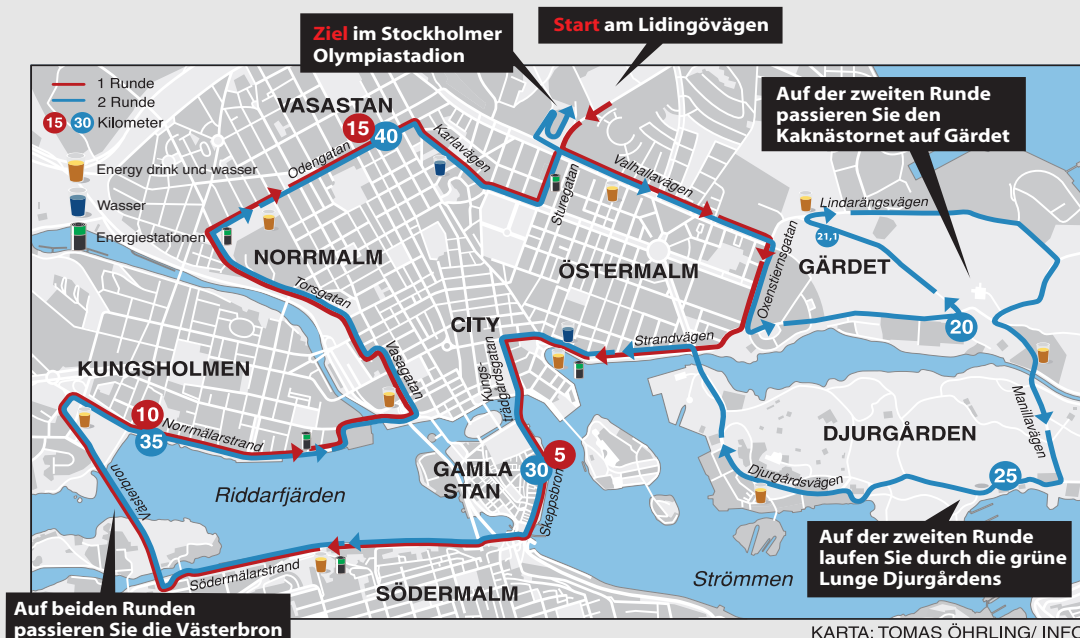 Ziel im Stockholmer
Olympiastadion
Start am Lidingövägen
1 Runde
2 Runde
15 30 Kilometer
Energy drink und wasser
Wasser
Energiestationen
Auf der zweiten Runde
passieren Sie den
Kaknästornet auf Gärdet
VASASTAN
15
40
Odengatan
Karlavägen
Sturegatan
Valhallavägen
Lindarängsvägen
21,1
Oxenstiernsgatan
GÄRDET
NORRMALM
ÖSTERMALM
Torsgatan
CITY
20
Strandvägen
Kungs-
trädgårdsgatan
Vasagatan
KUNGSHOLMEN
10
35
Norrmälarstrand
Manillavägen
DJURGÅRDEN
5
30
GAMLA
STAN
Skeppsbron
Djurgårdsvägen
25
Västerbron
Riddarfjärden
Södermälarstrand
SÖDERMALM
Strömmen
Auf der zweiten Runde
laufen Sie durch die grüne
Lunge Djurgårdens
Auf beiden Runden
passieren Sie die Västerbron
KARTA: TOMAS ÖHRLING/ INFO